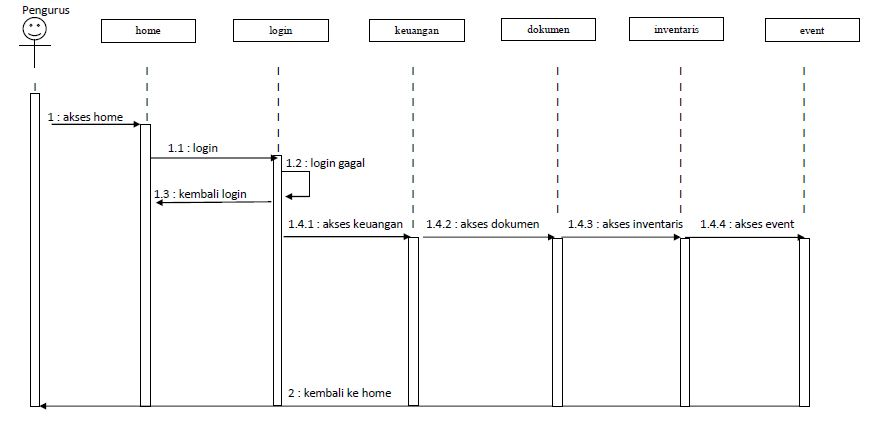 Pengurus
home
login
keuangan
dokumen
inventaris
event
1 : akses home
1.1 : login
1.2 : login gagal
1.3 : kembali login
1.4.1 : akses keuangan
1.4.2 : akses dokumen
1.4.3 : akses inventaris
1.4.4 : akses event
2 : kembali ke home